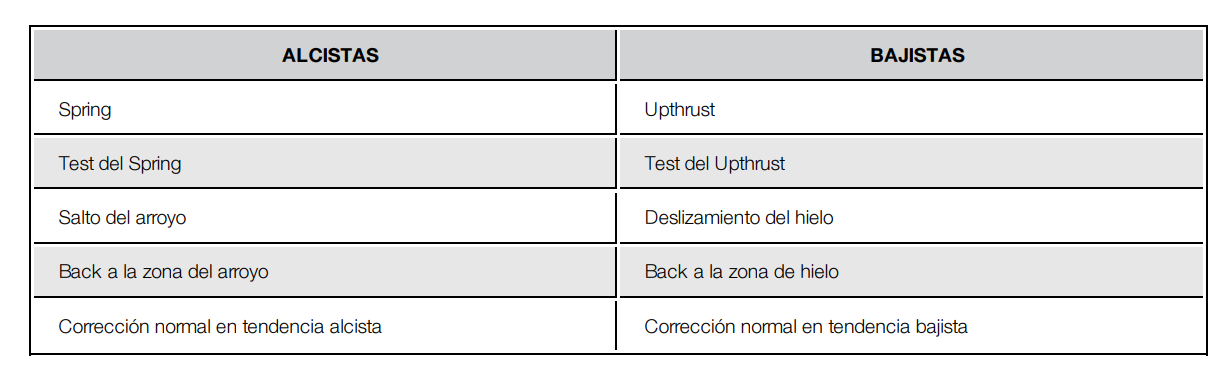 ALCISTAS BAJISTAS
Spring Upthrust
Test del Spring Test del Upthrust
Salto del arroyo Deslizamiento del hielo
Back a la zona del arroyo Back a la zona de hielo
Corrección normal en tendencia alcista Corrección normal en tendencia bajista